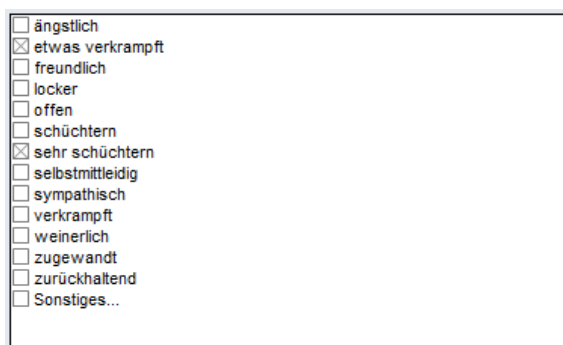 ängstlich
etwas verkrampft
freundlich
locker
offen
schüchtern
sehr schüchtern
selbstmittleidig
sympathisch
verkrampft
weinerlich
zugewandt
zurückhaltend
Sonstiges...